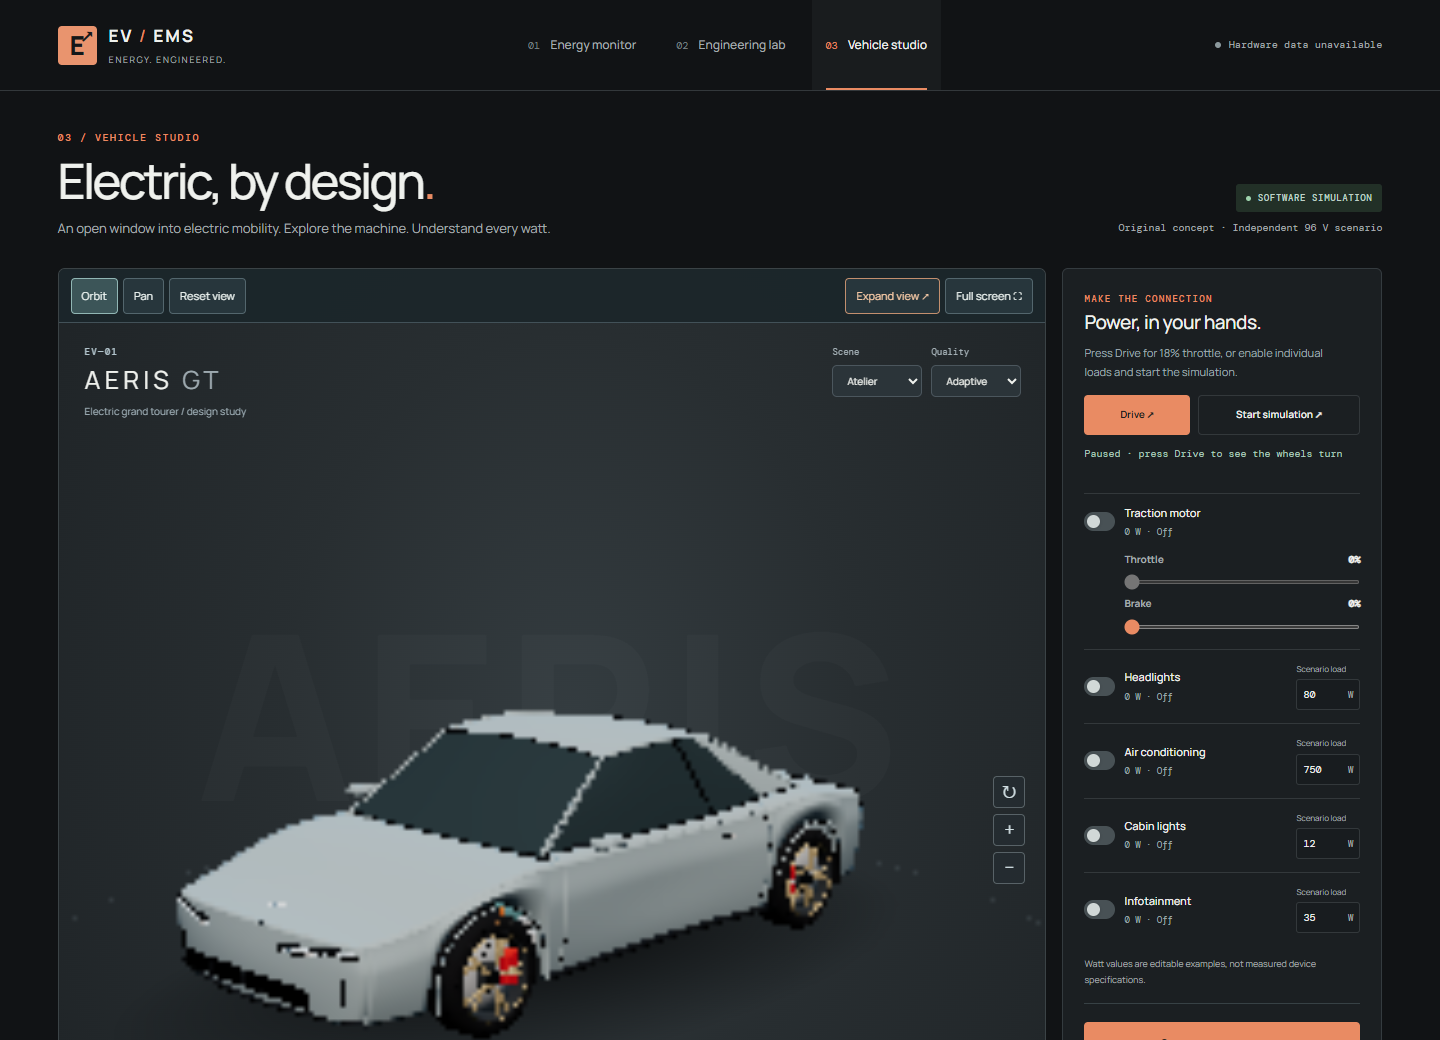 E
EV / EMS
ENERGY. ENGINEERED.
01 Energy monitor
02 Engineering lab
03 Vehicle studio
Hardware data unavailable
03 / VEHICLE STUDIO
Electric, by design.
An open window into electric mobility. Explore the machine. Understand every watt.
SOFTWARE SIMULATION
Original concept · Independent 96 V scenario
Orbit
Pan
Reset view
Expand view ↗
Full screen ⛶
EV—01
AERIS GT
Electric grand tourer / design study
Scene
Atelier
Quality
Adaptive
AERIS
↻
+
−
MAKE THE CONNECTION
Power, in your hands.
Press Drive for 18% throttle, or enable individual
loads and start the simulation.
Drive ↗
Start simulation ↗
Paused · press Drive to see the wheels turn
Traction motor
0 W · Off
Throttle 0%
Brake 0%
Headlights
0 W · Off
Scenario load
80 W
Air conditioning
0 W · Off
Scenario load
750 W
Cabin lights
0 W · Off
Scenario load
12 W
Infotainment
0 W · Off
Scenario load
35 W
Watt values are editable examples, not measured device
specifications.